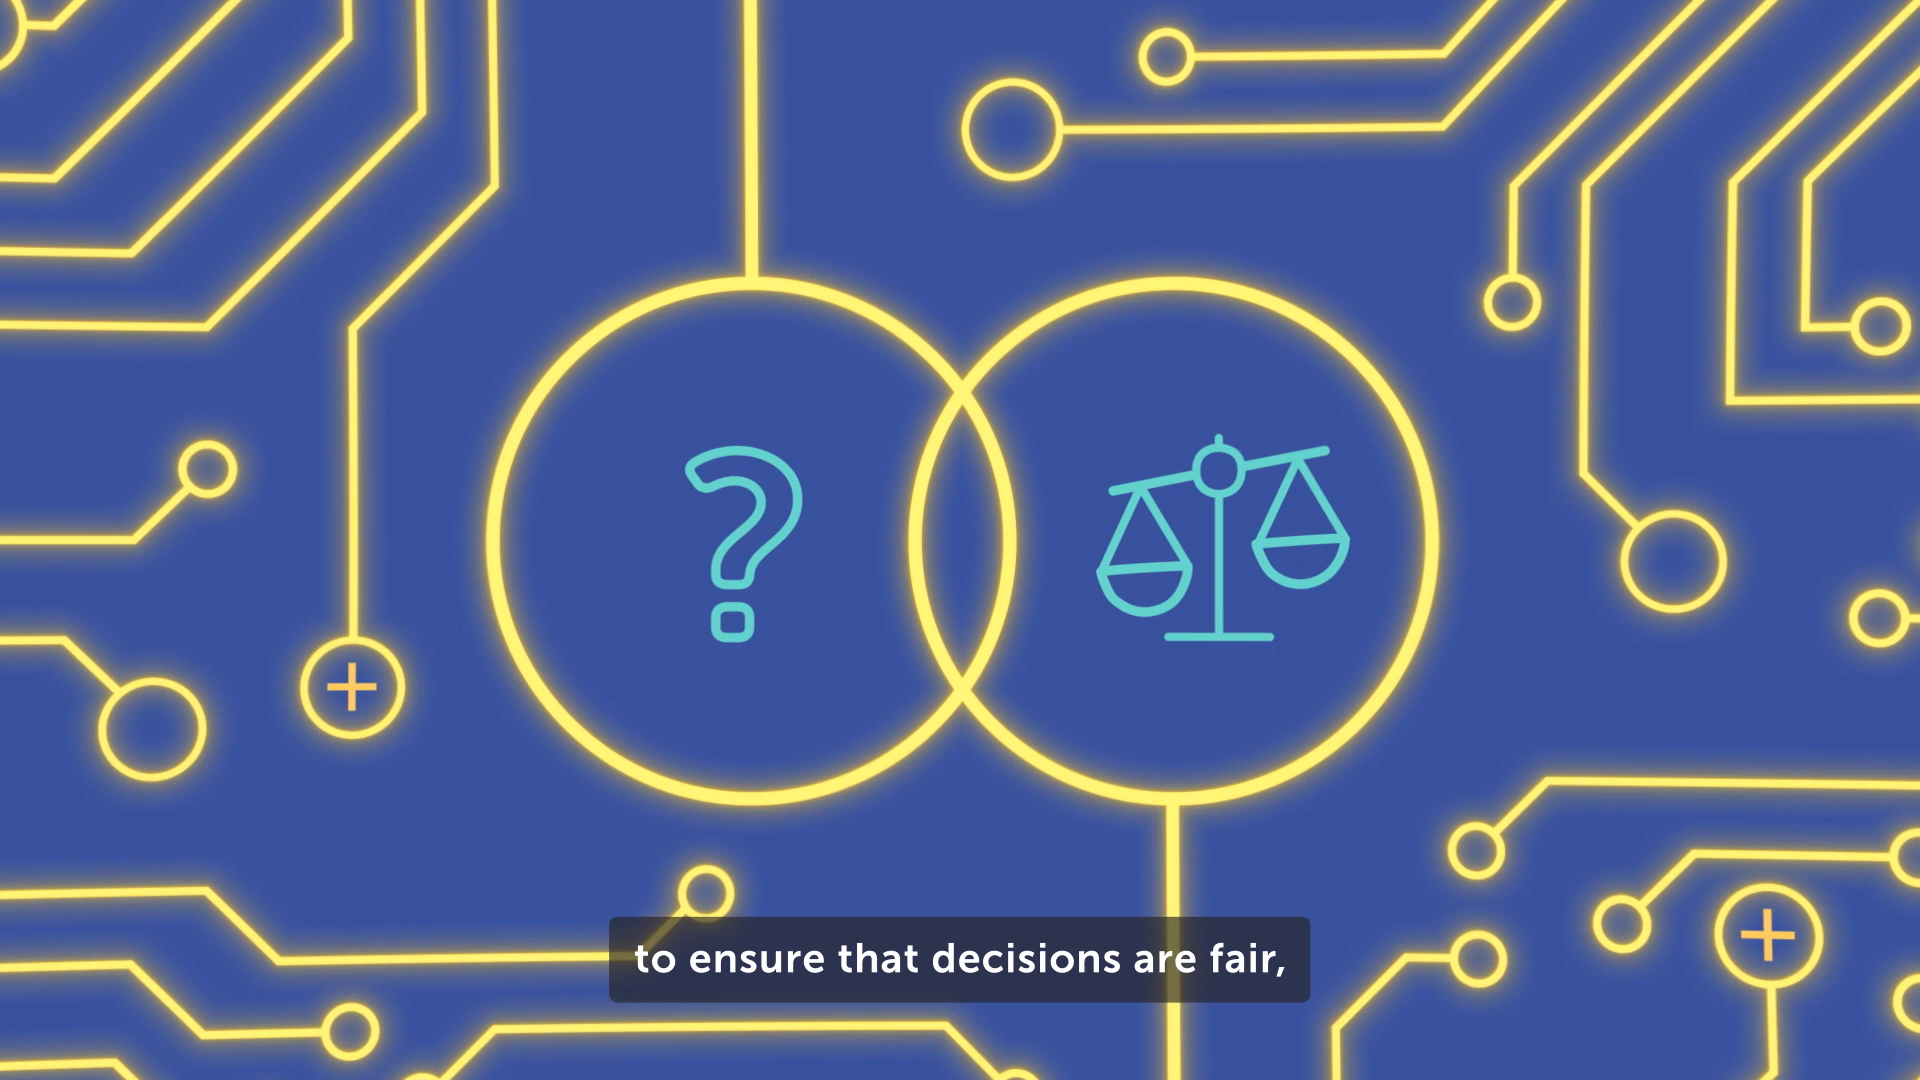 ?
to ensure that decisions are fair,